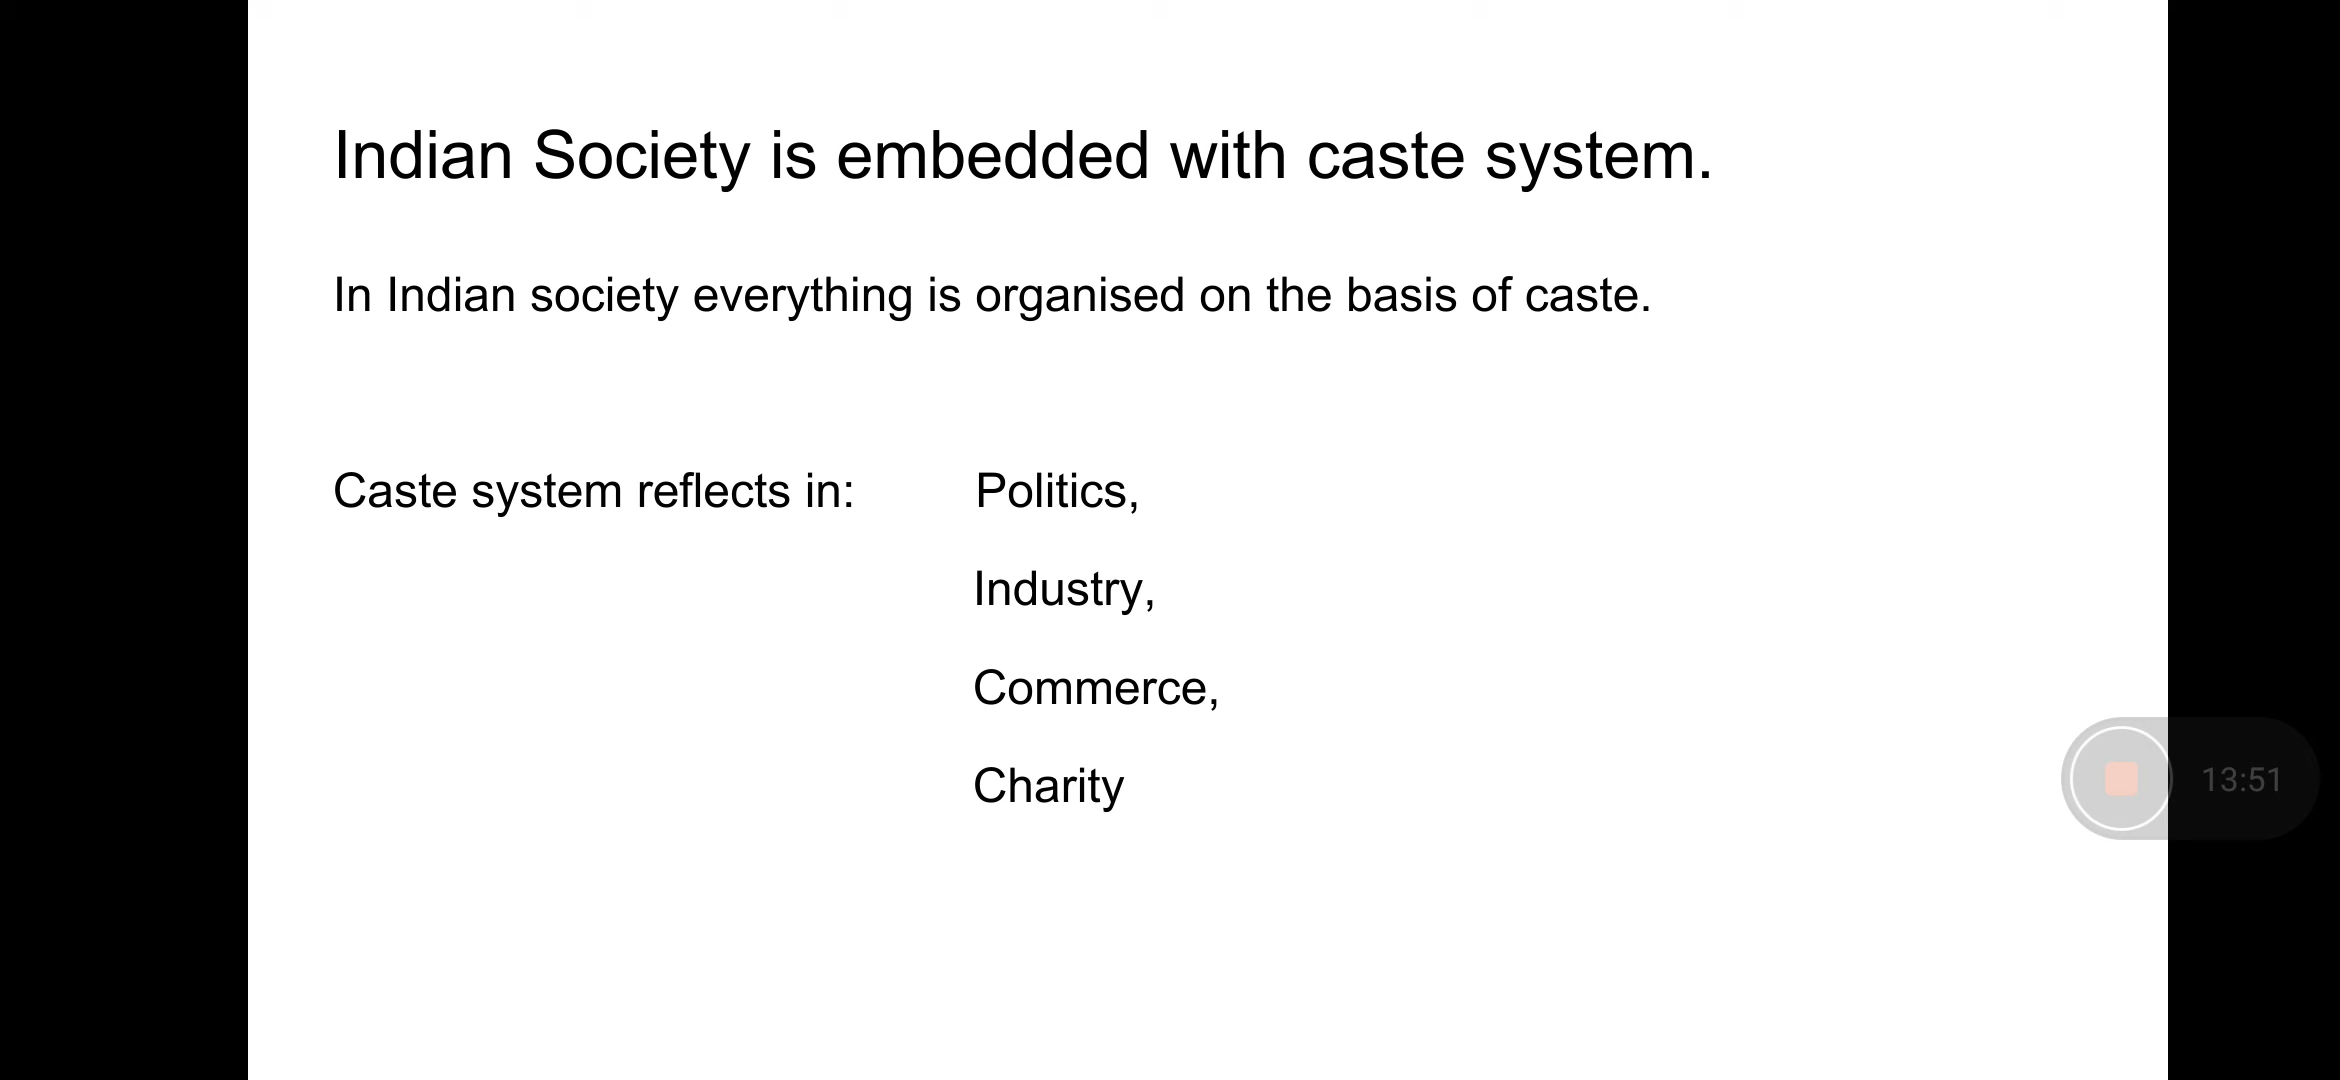 Indian Society is embedded with caste system.
In Indian society everything is organised on the basis of caste.
Caste system reflects in: Politics,
Industry,
Commerce,
Charity
13:51